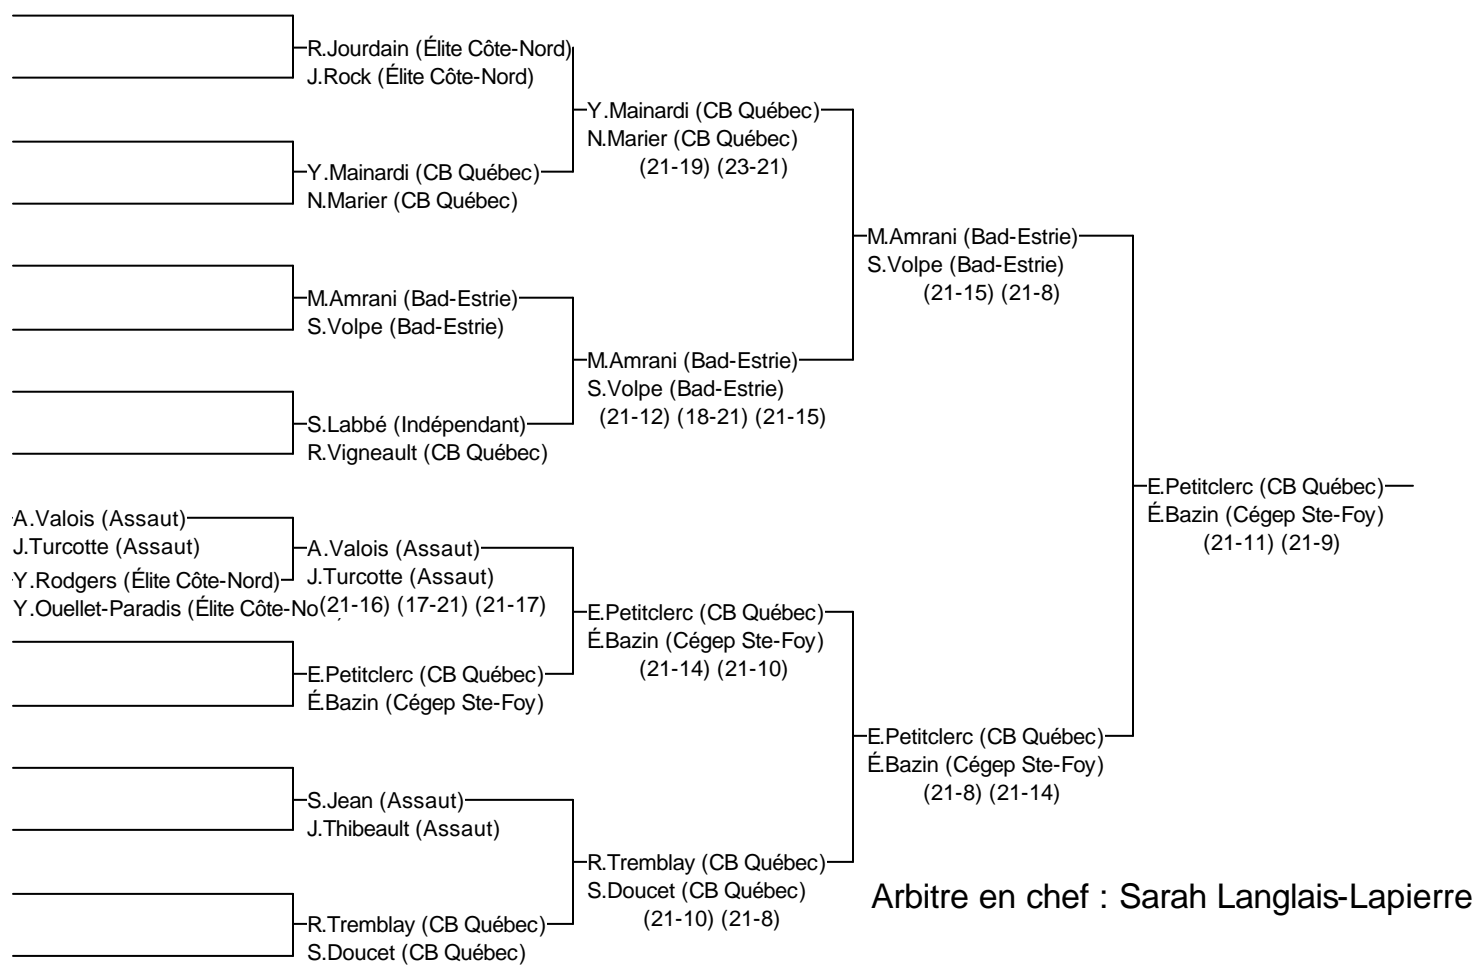 R.Jourdain (Élite Côte-Nord)
J.Rock (Élite Côte-Nord)
Y.Mainardi (CB Québec)
N.Marier (CB Québec)
(21-19) (23-21)
Y.Mainardi (CB Québec)
N.Marier (CB Québec)
M.Amrani (Bad-Estrie)
S.Volpe (Bad-Estrie)
(21-15) (21-8)
M.Amrani (Bad-Estrie)
S.Volpe (Bad-Estrie)
M.Amrani (Bad-Estrie)
S.Volpe (Bad-Estrie)
(21-12) (18-21) (21-15)
S.Labbé (Indépendant)
R.Vigneault (CB Québec)
E.Petitclerc (CB Québec)
É.Bazin (Cégep Ste-Foy)
(21-11) (21-9)
A.Valois (Assaut)
J.Turcotte (Assaut)
A.Valois (Assaut)
J.Turcotte (Assaut)
(21-16) (17-21) (21-17)
Y.Rodgers (Élite Côte-Nord)
Y.Ouellet-Paradis (Élite Côte-No
E.Petitclerc (CB Québec)
É.Bazin (Cégep Ste-Foy)
(21-14) (21-10)
E.Petitclerc (CB Québec)
É.Bazin (Cégep Ste-Foy)
E.Petitclerc (CB Québec)
É.Bazin (Cégep Ste-Foy)
(21-8) (21-14)
S.Jean (Assaut)
J.Thibeault (Assaut)
R.Tremblay (CB Québec)
S.Doucet (CB Québec)
(21-10) (21-8)
R.Tremblay (CB Québec)
S.Doucet (CB Québec)
Arbitre en chef : Sarah Langlais-Lapierre